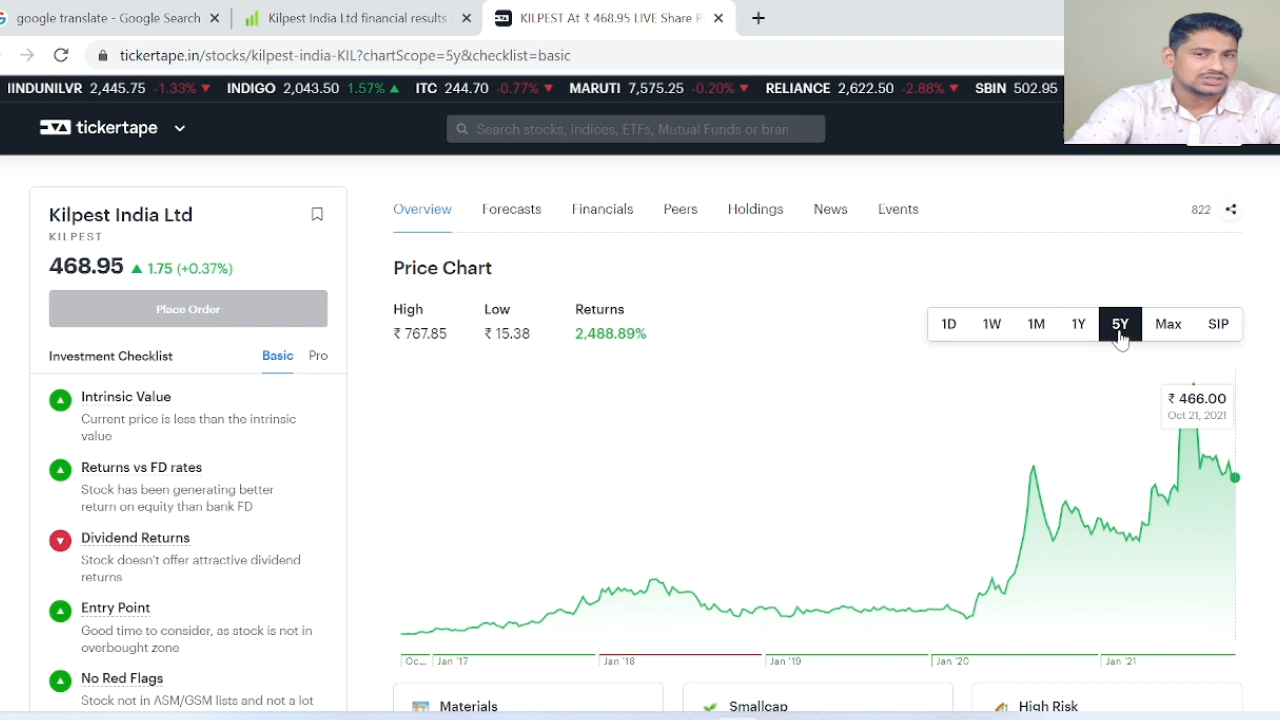 google translate - Google Search
Kilpest India Ltd financial results
KILPEST At ₹ 468.95 LIVE Share P
tickertape.in/stocks/kilpest-india-KIL?chartScope=5y&checklist=basic
HINDUNILVR 2,445.75 -1.33% INDIGO 2,043.50 1.57% ITC 244.70 -0.77% MARUTI 7,575.25 -0.20% RELIANCE 2,622.50 -2.88% SBIN 502.95
tickertape
Search stocks, indices, ETFs, Mutual Funds or bran
Kilpest India Ltd
KILPEST
468.95 1.75 (+0.37%)
Place Order
Investment Checklist Basic Pro
Intrinsic Value
Current price is less than the intrinsic
value
Returns vs FD rates
Stock has been generating better
return on equity than bank FD
Dividend Returns
Stock doesn't offer attractive dividend
returns
Entry Point
Good time to consider, as stock is not in
overbought zone
No Red Flags
Stock not in ASM/GSM lists and not a lot
Overview Forecasts Financials Peers Holdings News Events
822
Price Chart
High Low Returns
₹ 767.85 ₹ 15.38 2,488.89%
1D 1W 1M 1Y 5Y Max SIP
₹ 466.00
Oct 21, 2021
Oc... Jan '17 Jan '18 Jan '19 Jan '20 Jan '21
Materials Smallcap High Risk